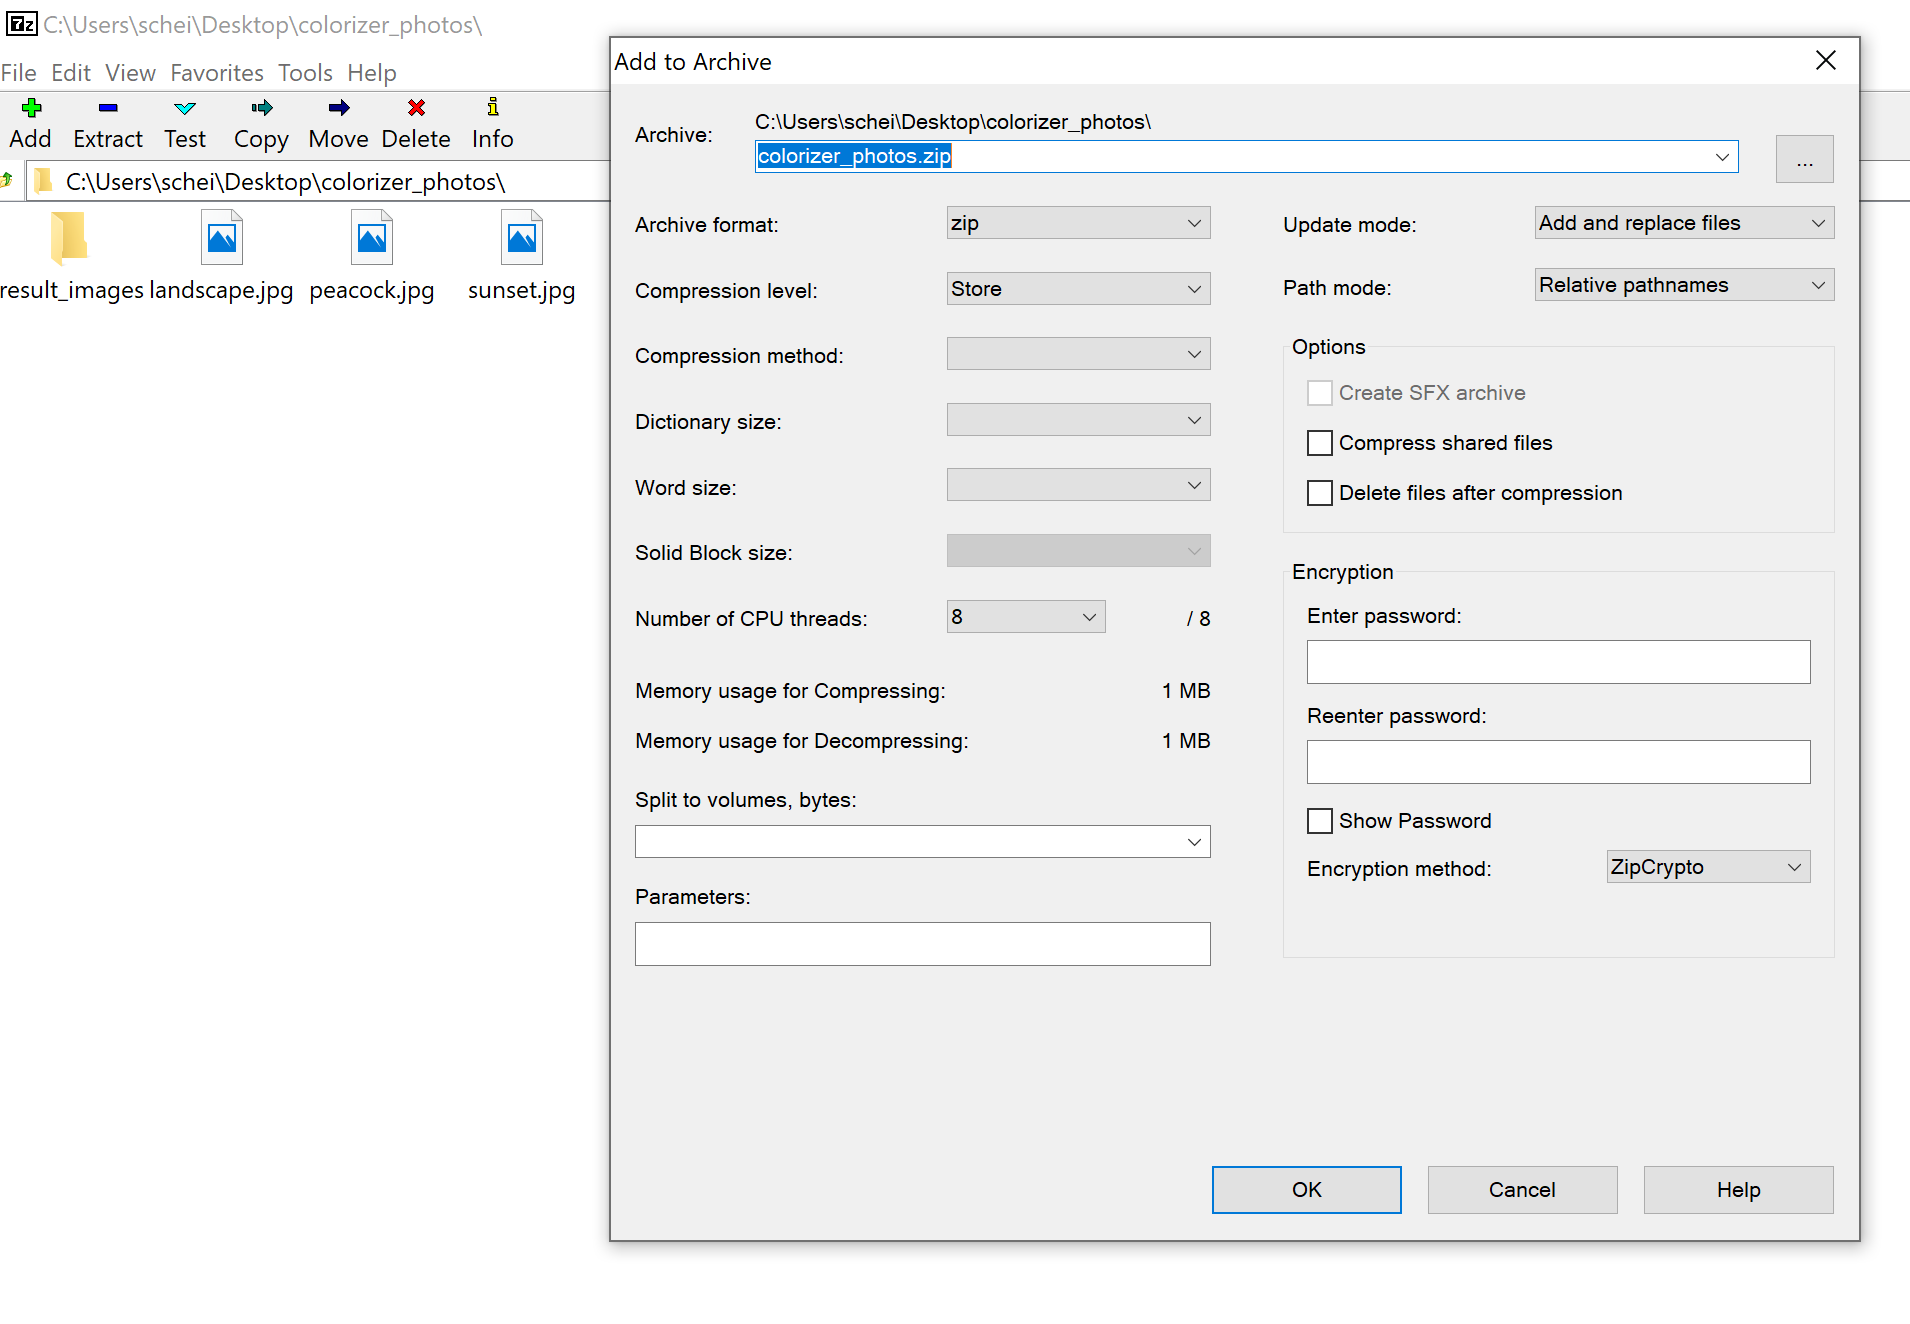 7z C:\Users\schei\Desktop\colorizer_photos\
File Edit View Favorites Tools Help
Add Extract Test Copy Move Delete Info
C:\Users\schei\Desktop\colorizer_photos\
result_images landscape.jpg peacock.jpg sunset.jpg
Add to Archive
Archive: C:\Users\schei\Desktop\colorizer_photos\
colorizer_photos.zip ...
Archive format: zip
Compression level: Store
Compression method:
Dictionary size:
Word size:
Solid Block size:
Number of CPU threads: 8 / 8
Memory usage for Compressing: 1 MB
Memory usage for Decompressing: 1 MB
Split to volumes, bytes:
Parameters:
Update mode: Add and replace files
Path mode: Relative pathnames
Options
Create SFX archive
Compress shared files
Delete files after compression
Encryption
Enter password:
Reenter password:
Show Password
Encryption method: ZipCrypto
OK Cancel Help